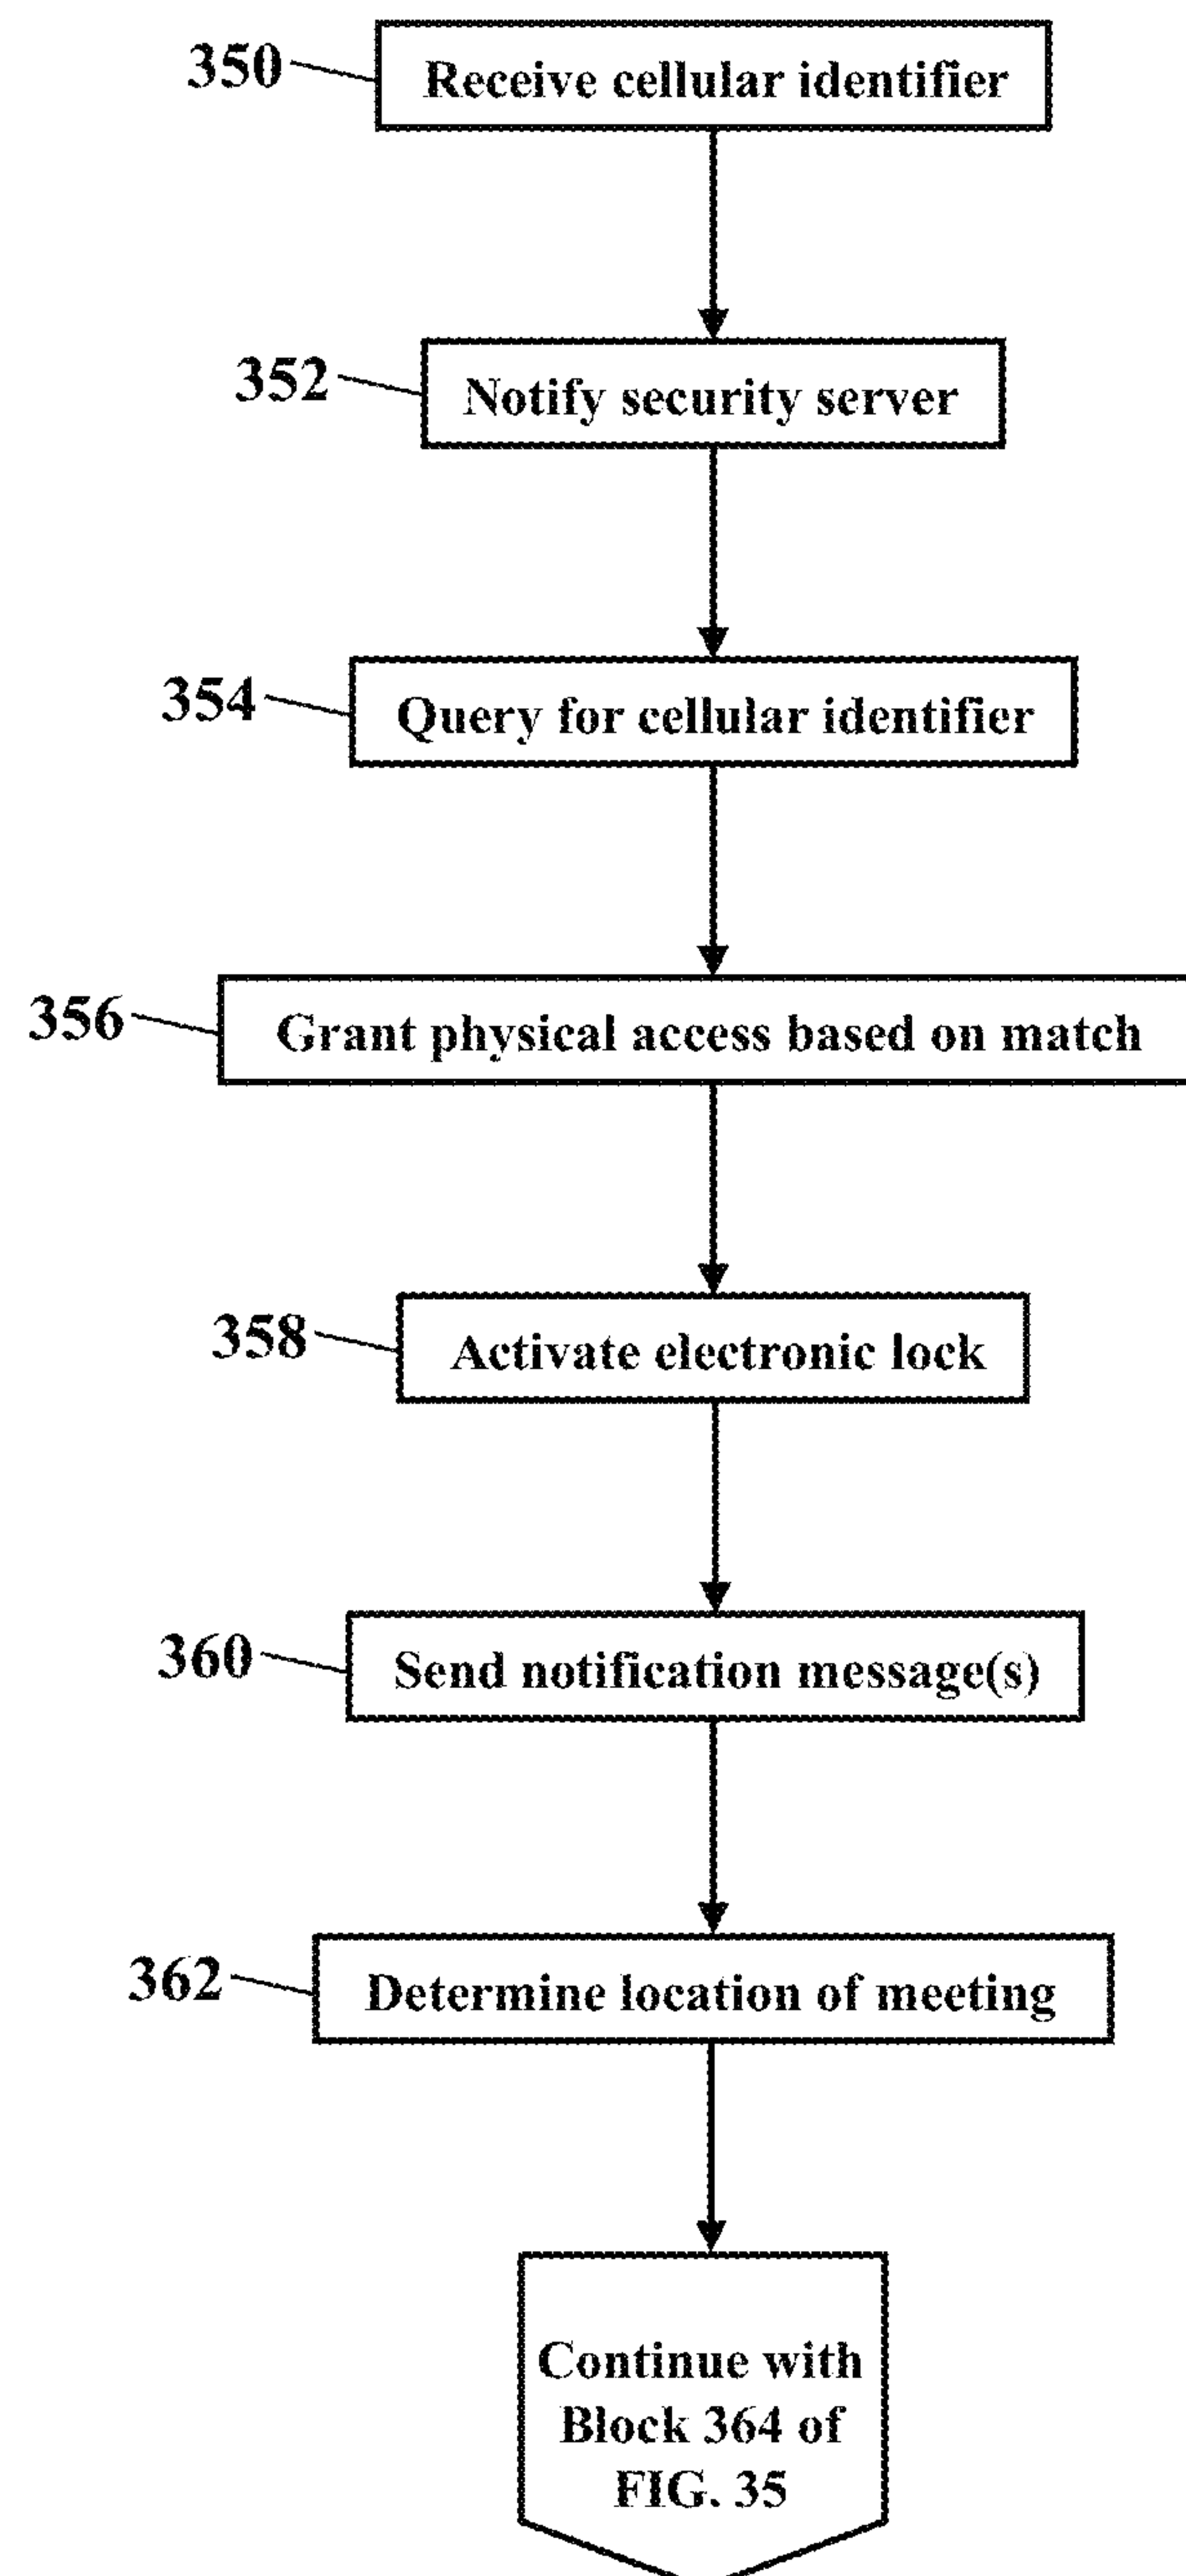 350
Receive cellular identifier
352
Notify security server
354
Query for cellular identifier
356
Grant physical access based on match
358
Activate electronic lock
360
Send notification message(s)
362
Determine location of meeting
Continue with
Block 364 of
FIG. 35